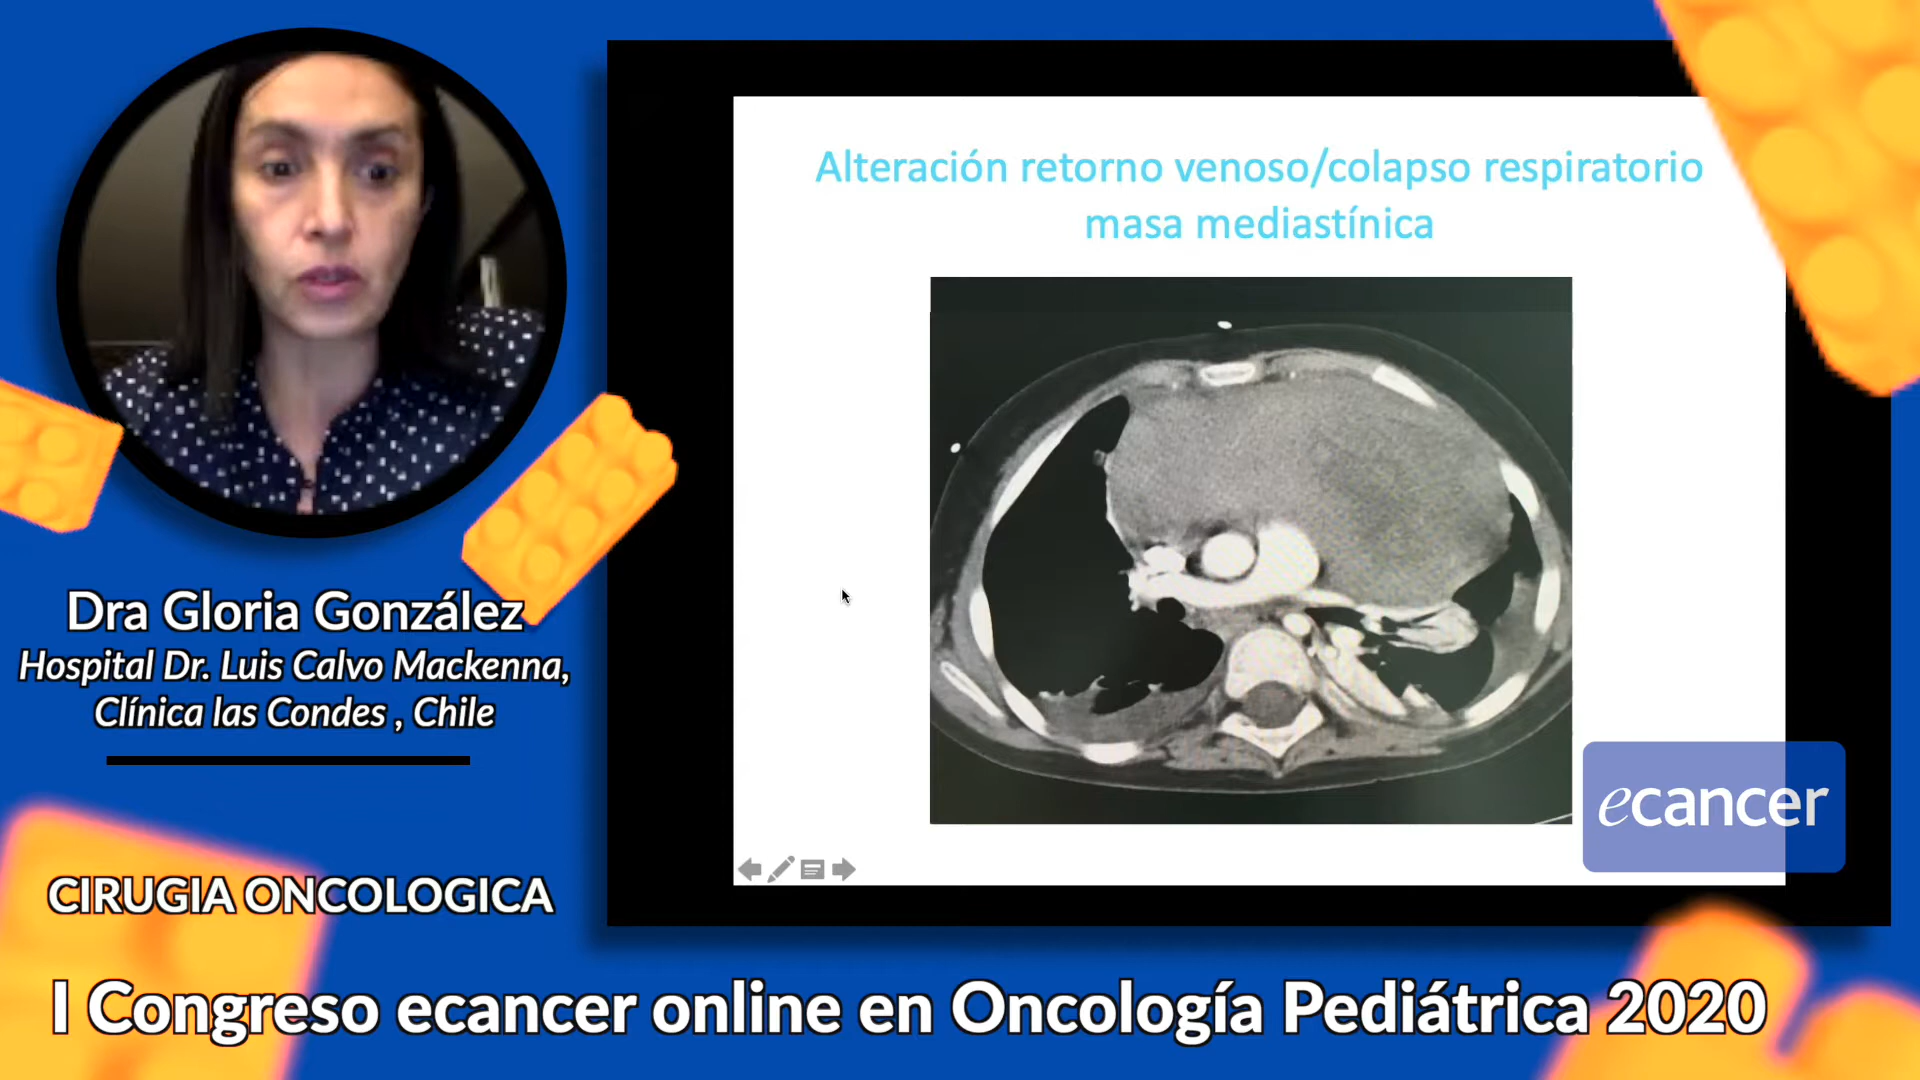 Alteración retorno venoso/colapso respiratorio
masa mediastínica
Dra Gloria González
Hospital Dr. Luis Calvo Mackenna,
Clínica las Condes , Chile
ecancer
CIRUGIA ONCOLOGICA
I Congreso ecancer online en Oncología Pediátrica 2020